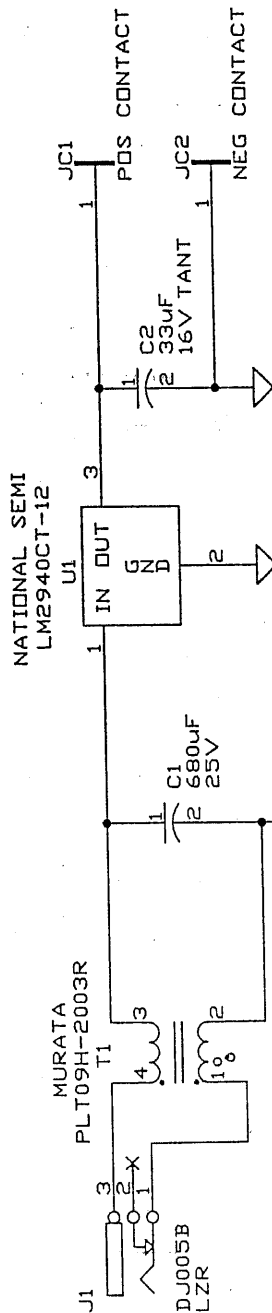 J1
DJ005B
LZR
3
2
1
MURATA
PLT09H-2003R
T1
4
3
1
2
1
2
C1
680uF
25V
NATIONAL SEMI
LM2940CT-12
U1
1
IN OUT
GND
3
2
1
2
C2
33uF
16V TANT
1
JC1
POS CONTACT
1
JC2
NEG CONTACT